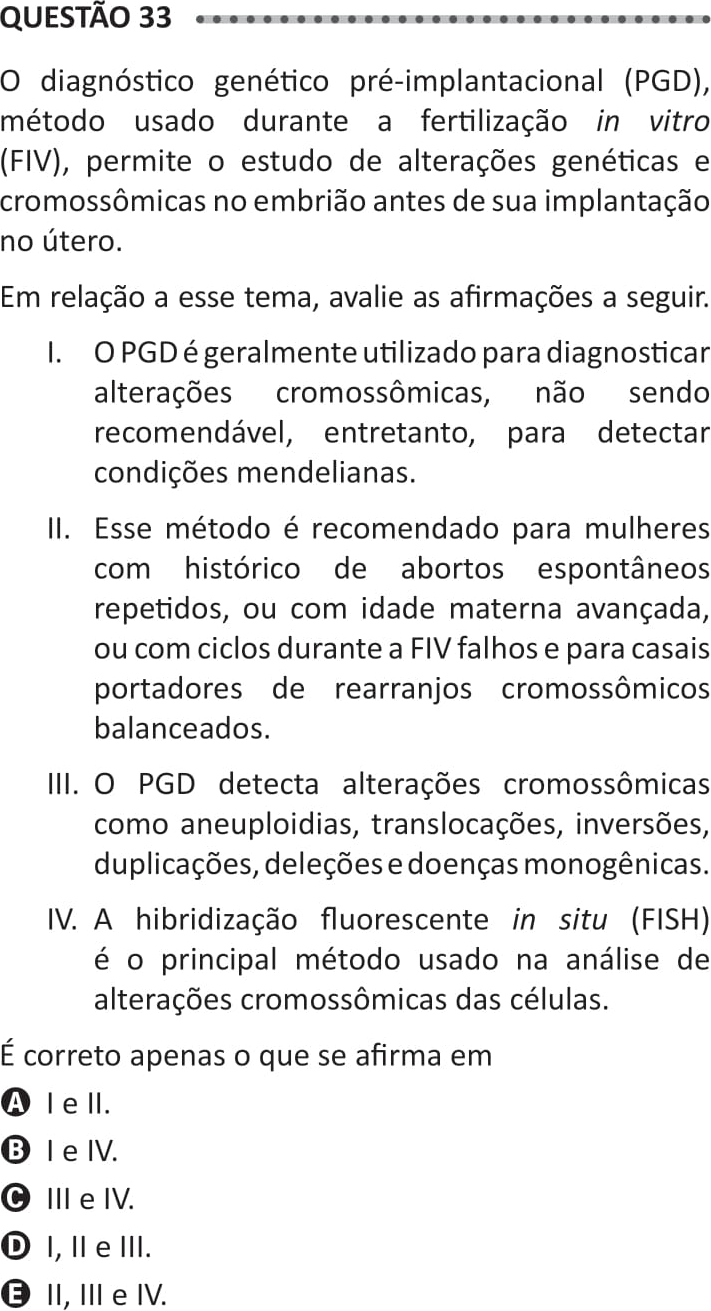 QUESTÃO 33
O diagnóstico genético pré-implantacional (PGD),
método usado durante a fertilização in vitro
(FIV), permite o estudo de alterações genéticas e
cromossômicas no embrião antes de sua implantação
no útero.
Em relação a esse tema, avalie as afirmações a seguir.
I. O PGD é geralmente utilizado para diagnosticar
alterações cromossômicas, não sendo
recomendável, entretanto, para detectar
condições mendelianas.
II. Esse método é recomendado para mulheres
com histórico de abortos espontâneos
repetidos, ou com idade materna avançada,
ou com ciclos durante a FIV falhos e para casais
portadores de rearranjos cromossômicos
balanceados.
III. O PGD detecta alterações cromossômicas
como aneuploidias, translocações, inversões,
duplicações, deleções e doenças monogênicas.
IV. A hibridização fluorescente in situ (FISH)
é o principal método usado na análise de
alterações cromossômicas das células.
É correto apenas o que se afirma em
A I e II.
B I e IV.
C III e IV.
D I, II e III.
E II, III e IV.